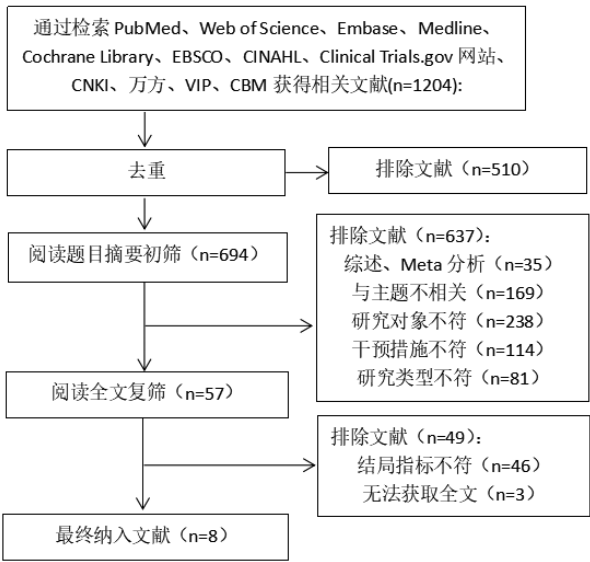 通过检索 PubMed、Web of Science、Embase、Medline、
Cochrane Library、EBSCO、CINAHL、Clinical Trials.gov 网站、
CNKI、万方、VIP、CBM 获得相关文献(n=1204):
去重
排除文献（n=510）
阅读题目摘要初筛（n=694）
排除文献（n=637）：
综述、Meta 分析（n=35）
与主题不相关（n=169）
研究对象不符（n=238）
干预措施不符（n=114）
研究类型不符（n=81）
阅读全文复筛（n=57）
排除文献（n=49）：
结局指标不符（n=46）
无法获取全文（n=3）
最终纳入文献（n=8）